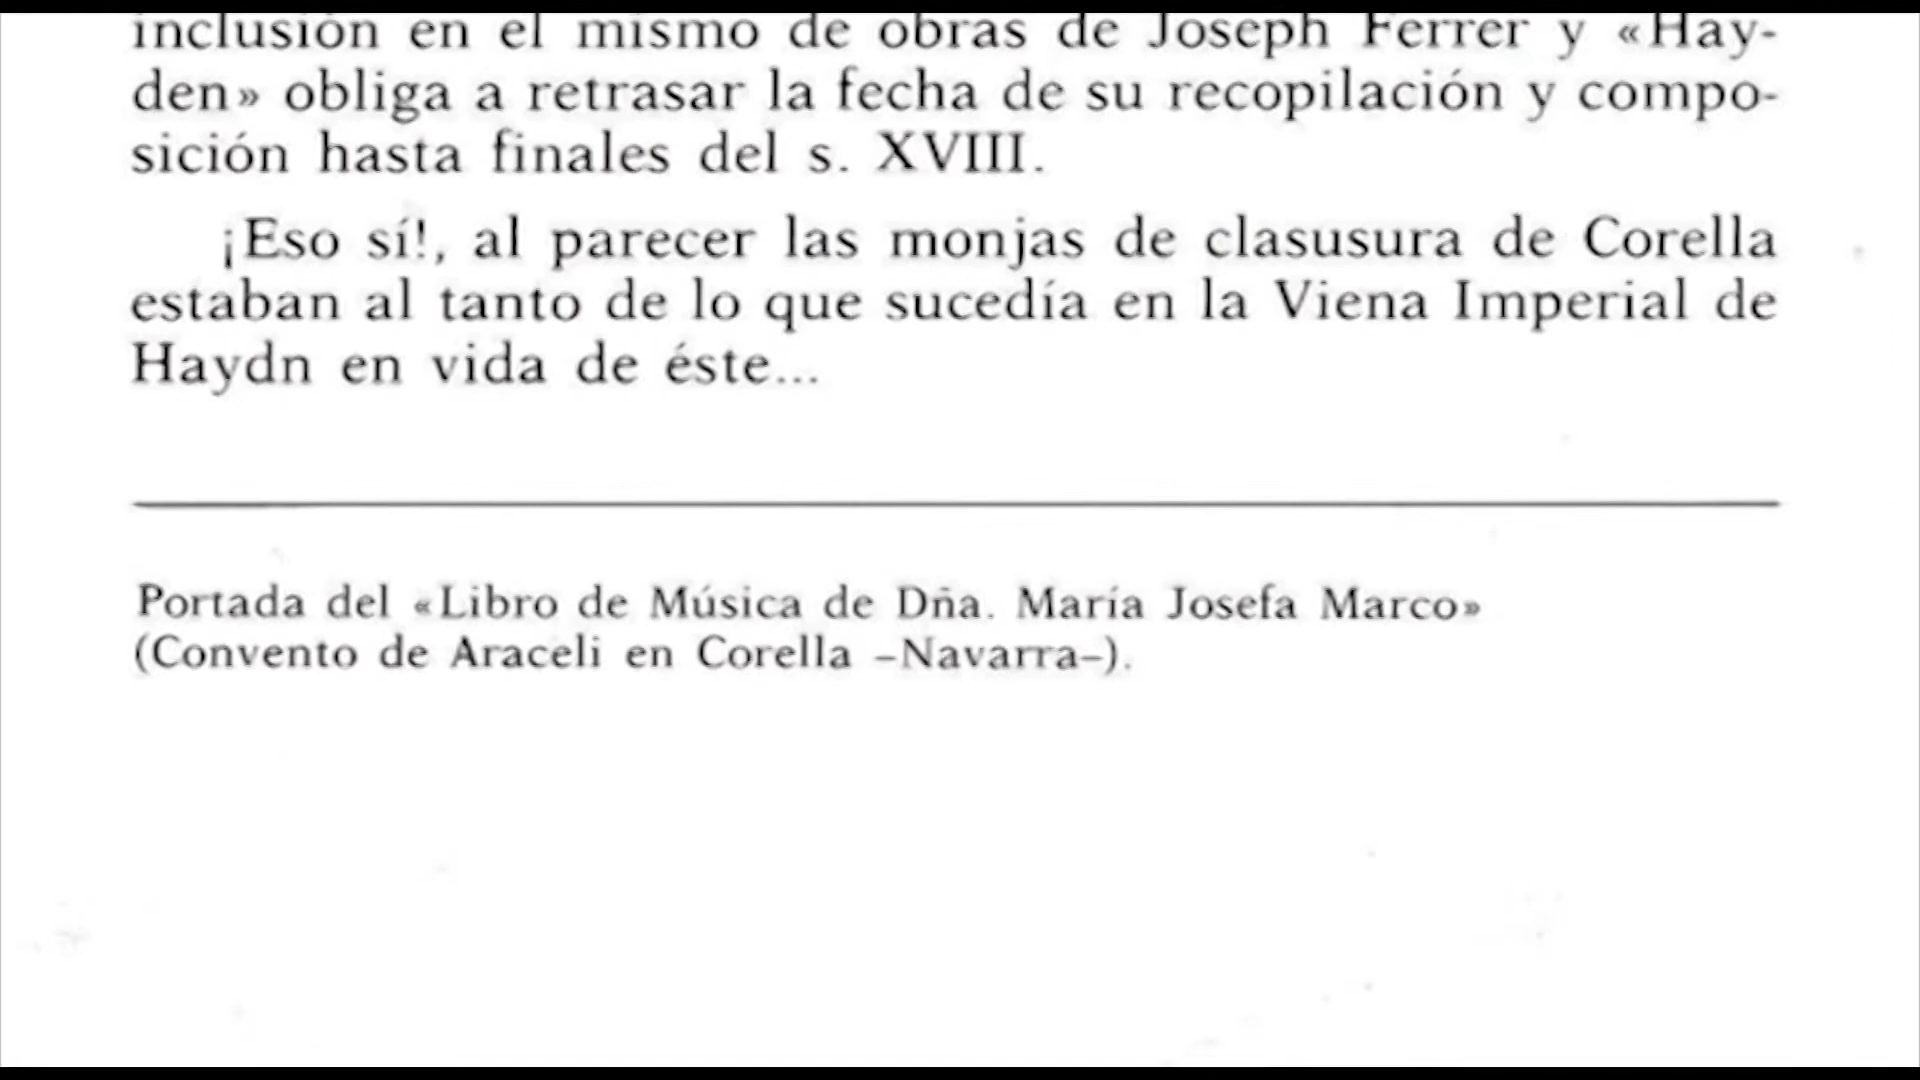 inclusión en el mismo de obras de Joseph Ferrer y «Hay-
den» obliga a retrasar la fecha de su recopilación y compo-
sición hasta finales del s. XVIII.
¡Eso sí!, al parecer las monjas de clasusura de Corella
estaban al tanto de lo que sucedía en la Viena Imperial de
Haydn en vida de éste...
Portada del «Libro de Música de Dña. María Josefa Marco»
(Convento de Araceli en Corella –Navarra–).